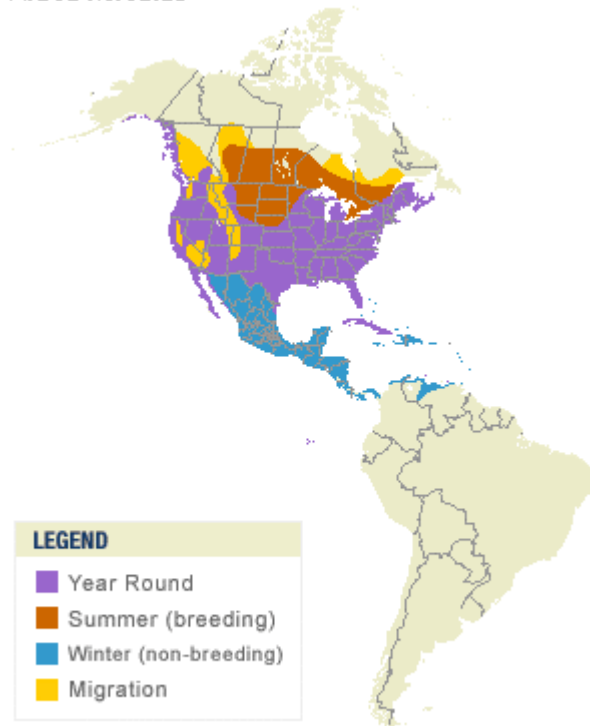 LEGEND
Year Round
Summer (breeding)
Winter (non-breeding)
Migration